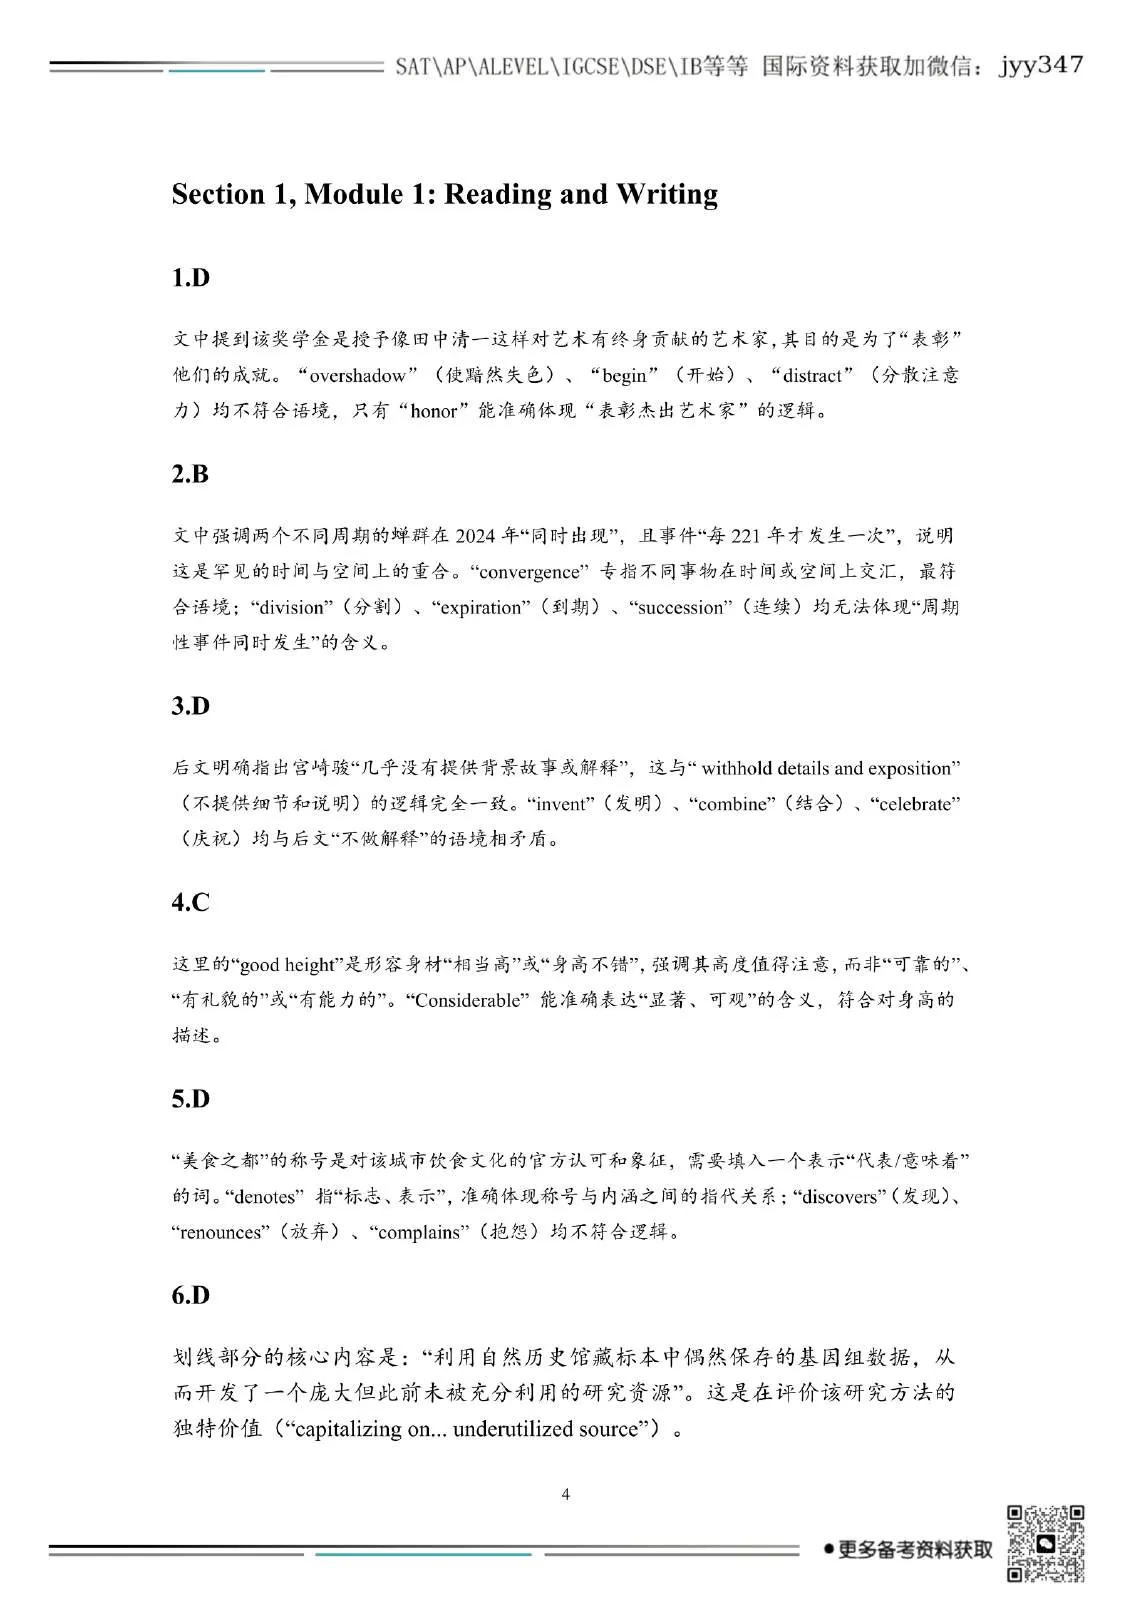 SAT\AP\ALEVEL\IGCSE\DSE\IB等等 国际资料获取加微信: jyy347
Section 1, Module 1: Reading and Writing
1.D
文中提到该奖学金是授予像田中清一这样对艺术有终身贡献的艺术家，其目的是为了“表彰”
他们的成就。“overshadow”（使黯然失色）、“begin”（开始）、“distract”（分散注意
力）均不符合语境，只有“honor”能准确体现“表彰杰出艺术家”的逻辑。
2.B
文中强调两个不同周期的蝉群在 2024 年“同时出现”，且事件“每 221 年才发生一次”，说明
这是罕见的时间与空间上的重合。“convergence” 专指不同事物在时间或空间上交汇，最符
合语境；“division”（分割）、“expiration”（到期）、“succession”（连续）均无法体现“周期
性事件同时发生”的含义。
3.D
后文明确指出宫崎骏“几乎没有提供背景故事或解释”，这与“ withhold details and exposition”
（不提供细节和说明）的逻辑完全一致。“invent”（发明）、“combine”（结合）、“celebrate”
（庆祝）均与后文“不做解释”的语境相矛盾。
4.C
这里的“good height”是形容身材“相当高”或“身高不错”，强调其高度值得注意，而非“可靠的”、
“有礼貌的”或“有能力的”。“Considerable” 能准确表达“显著、可观”的含义，符合对身高的
描述。
5.D
“美食之都”的称号是对该城市饮食文化的官方认可和象征，需要填入一个表示“代表/意味着”
的词。“denotes” 指“标志、表示”，准确体现称号与内涵之间的指代关系；“discovers”（发现）、
“renounces”（放弃）、“complains”（抱怨）均不符合逻辑。
6.D
划线部分的核心内容是：“利用自然历史馆藏标本中偶然保存的基因组数据，从
而开发了一个庞大但此前未被充分利用的研究资源”。这是在评价该研究方法的
独特价值（“capitalizing on... underutilized source”）。
4
●更多备考资料获取